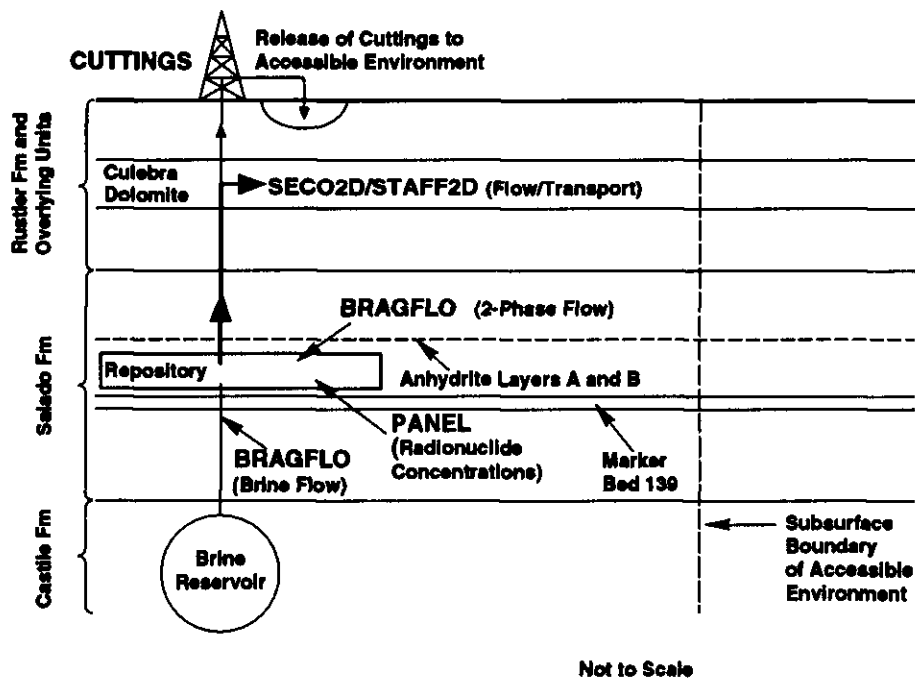 Release of Cuttings to
Accessible Environment
CUTTINGS
Rustler Fm and
Overlying Units
Culebra
Dolomite
SECO2D/STAFF2D (Flow/Transport)
Salado Fm
BRAGFLO (2-Phase Flow)
Repository
Anhydrite Layers A and B
PANEL
(Radionuclide
Concentrations)
BRAGFLO
(Brine Flow)
Marker
Bed 139
Castile Fm
Brine
Reservoir
Subsurface
Boundary
of Accessible
Environment
Not to Scale